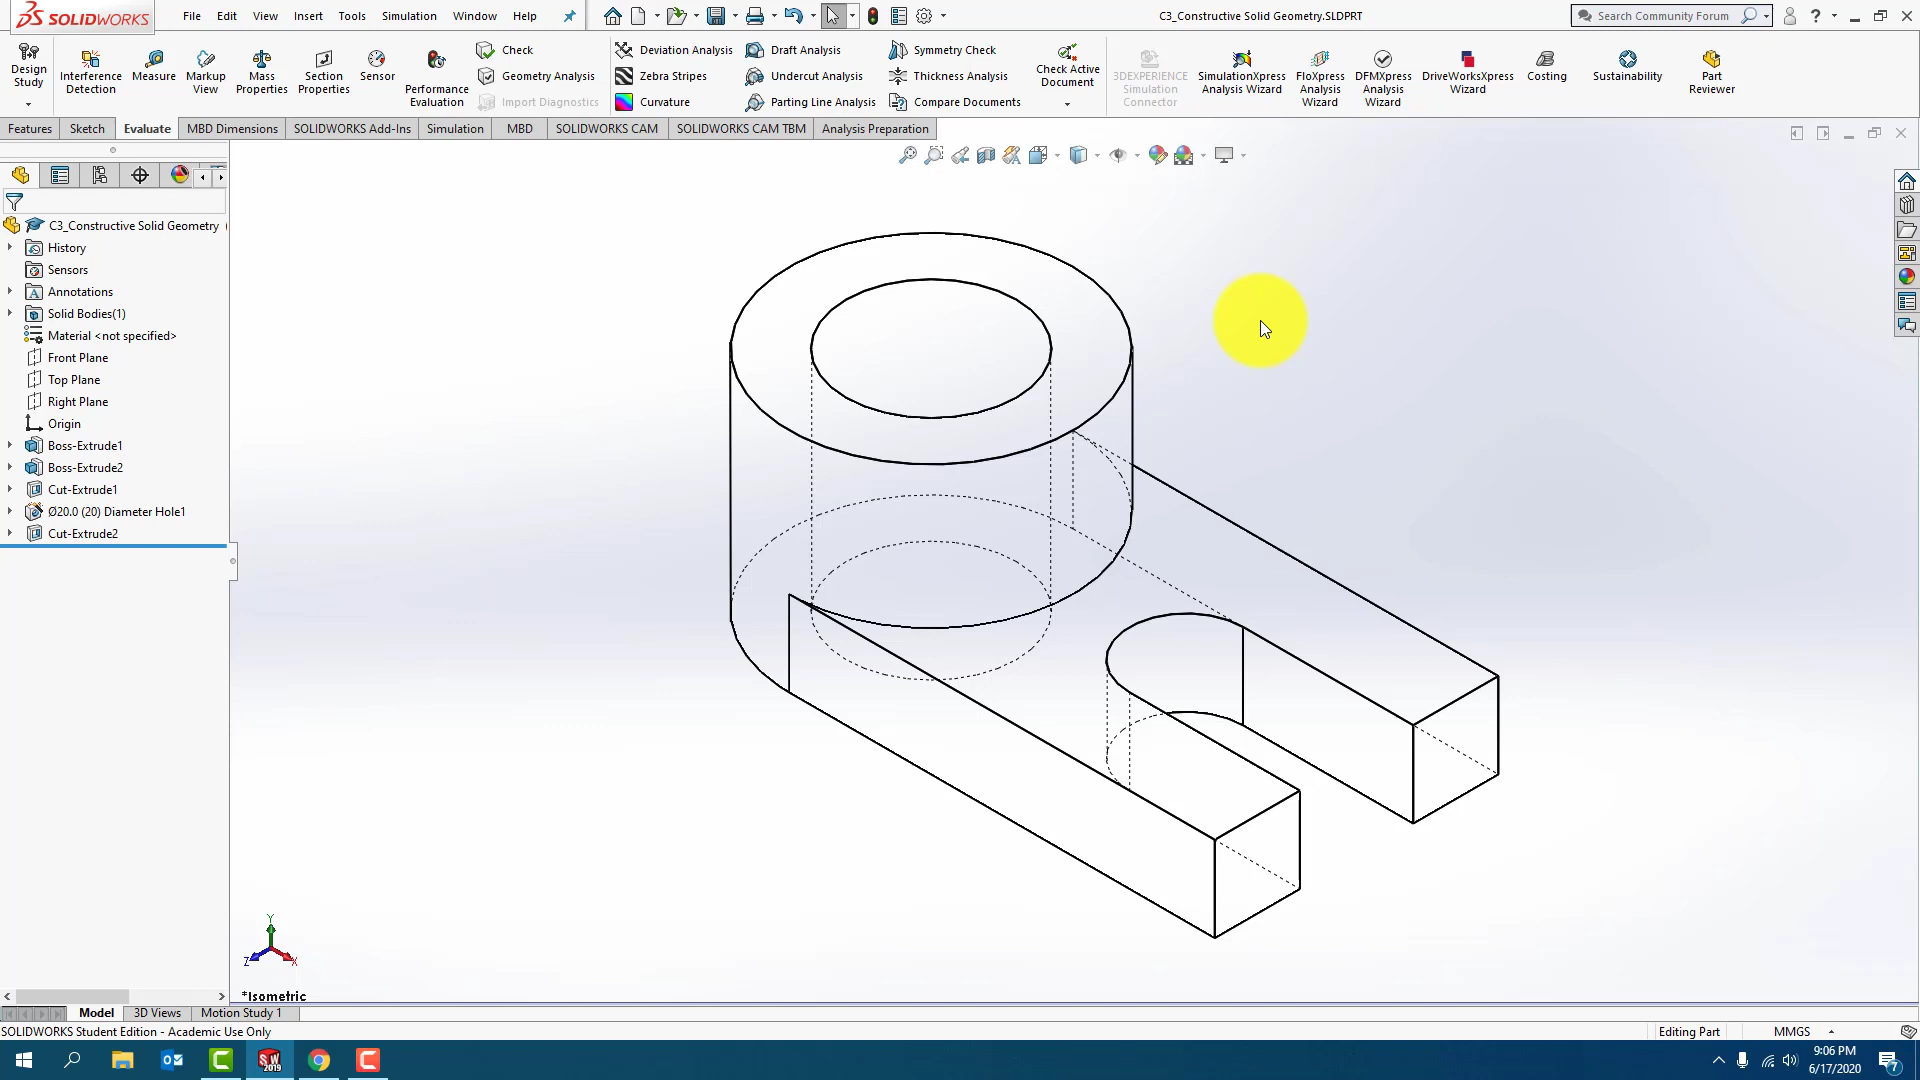 SOLIDWORKS File Edit View Insert Tools Simulation Window Help C3_Constructive Solid Geometry.SLDPRT Search Community Forum
Design Study
Interference Detection
Measure
Markup View
Mass Properties
Section Properties
Sensor
Performance Evaluation
Check
Geometry Analysis
Import Diagnostics
Deviation Analysis
Zebra Stripes
Curvature
Draft Analysis
Undercut Analysis
Parting Line Analysis
Symmetry Check
Thickness Analysis
Compare Documents
Check Active Document
3DEXPERIENCE Simulation Connector
SimulationXpress Analysis Wizard
FloXpress Analysis Wizard
DFMXpress Analysis Wizard
DriveWorksXpress Wizard
Costing
Sustainability
Part Reviewer
Features Sketch Evaluate MBD Dimensions SOLIDWORKS Add-Ins Simulation MBD SOLIDWORKS CAM SOLIDWORKS CAM TBM Analysis Preparation
C3_Constructive Solid Geometry (
History
Sensors
Annotations
Solid Bodies(1)
Material <not specified>
Front Plane
Top Plane
Right Plane
Origin
Boss-Extrude1
Boss-Extrude2
Cut-Extrude1
Ø20.0 (20) Diameter Hole1
Cut-Extrude2
Y
Z X
*Isometric
Model 3D Views Motion Study 1
SOLIDWORKS Student Edition - Academic Use Only Editing Part MMGS
SW 2019
9:06 PM
6/17/2020
7